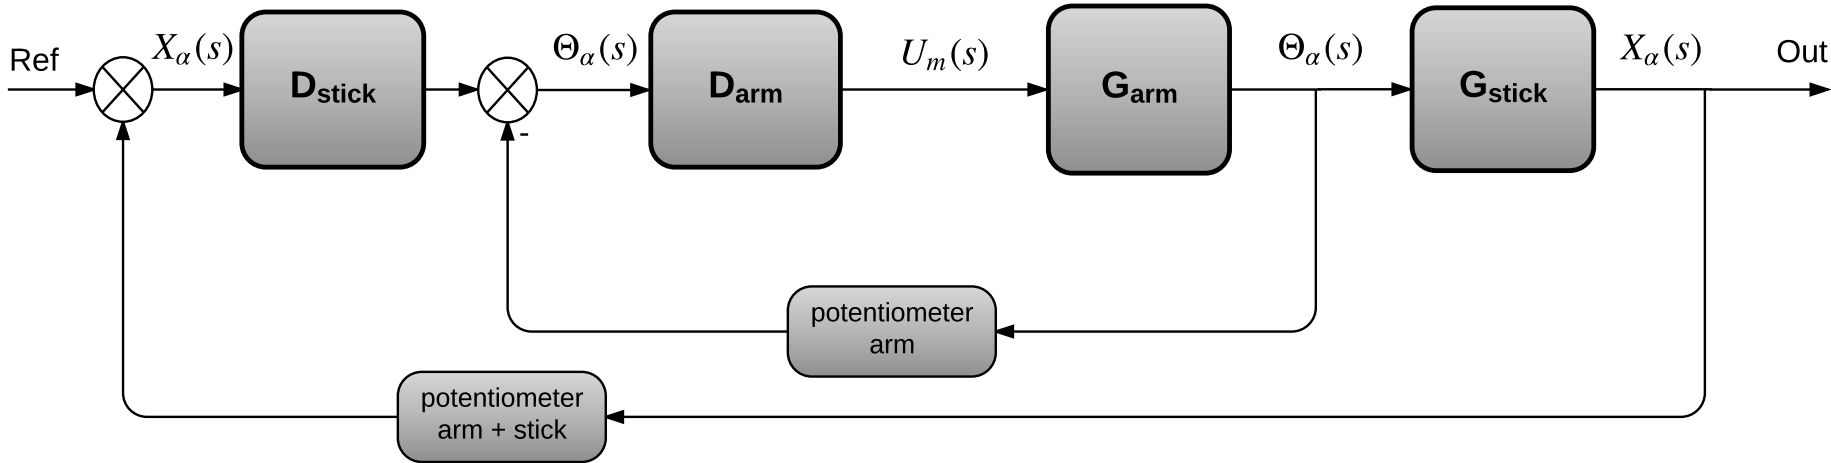 Ref
Xα(s)
Dstick
Θα(s)
Darm
Um(s)
Garm
Θα(s)
Gstick
Xα(s)
Out
-
potentiometer
arm
potentiometer
arm + stick